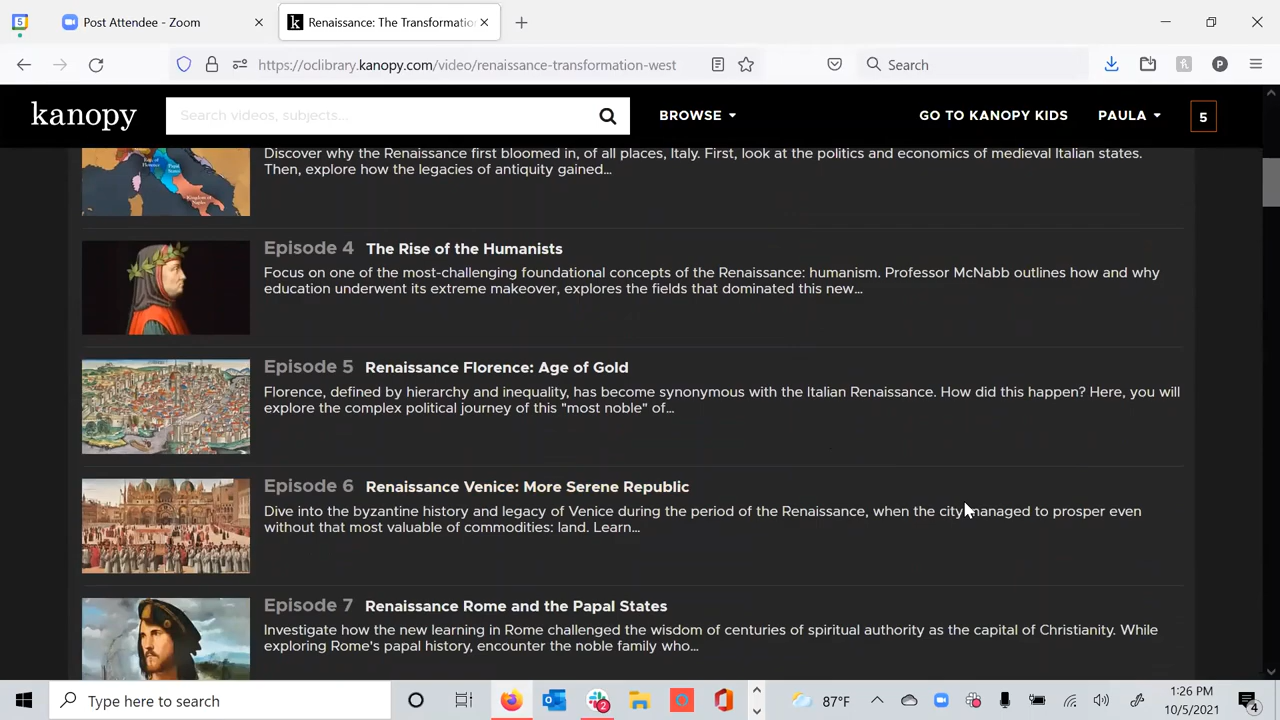 5
Post Attendee - Zoom
Renaissance: The Transformatio
https://oclibrary.kanopy.com/video/renaissance-transformation-west
Search
kanopy
Search videos, subjects...
BROWSE
GO TO KANOPY KIDS
PAULA
5
Discover why the Renaissance first bloomed in, of all places, Italy. First, look at the politics and economics of medieval Italian states.
Then, explore how the legacies of antiquity gained...
Episode 4 The Rise of the Humanists
Focus on one of the most-challenging foundational concepts of the Renaissance: humanism. Professor McNabb outlines how and why
education underwent its extreme makeover, explores the fields that dominated this new...
Episode 5 Renaissance Florence: Age of Gold
Florence, defined by hierarchy and inequality, has become synonymous with the Italian Renaissance. How did this happen? Here, you will
explore the complex political journey of this "most noble" of...
Episode 6 Renaissance Venice: More Serene Republic
Dive into the byzantine history and legacy of Venice during the period of the Renaissance, when the city managed to prosper even
without that most valuable of commodities: land. Learn...
Episode 7 Renaissance Rome and the Papal States
Investigate how the new learning in Rome challenged the wisdom of centuries of spiritual authority as the capital of Christianity. While
exploring Rome's papal history, encounter the noble family who...
Type here to search
2
87°F
1:26 PM
10/5/2021
4